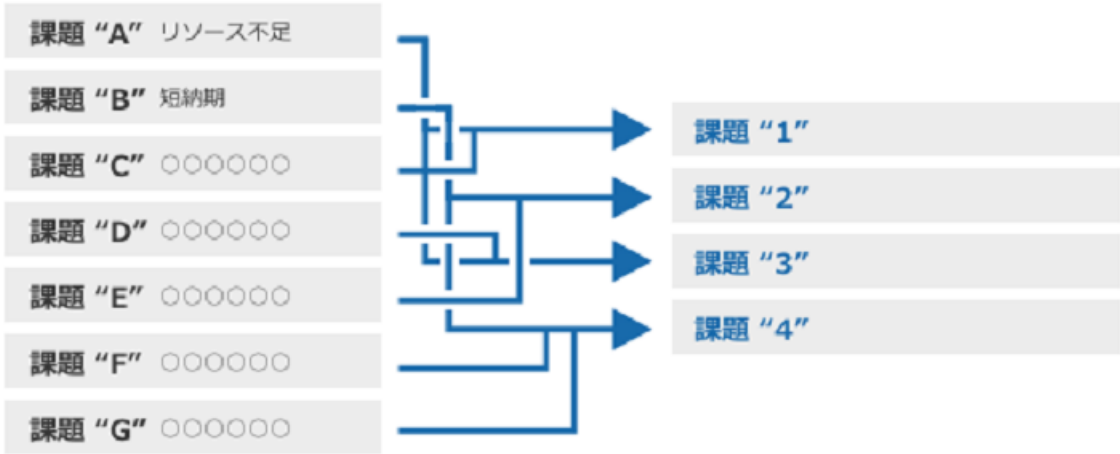 課題 “A” リソース不足
課題 “B” 短納期
課題 “C” ○○○○○○
課題 “D” ○○○○○○
課題 “E” ○○○○○○
課題 “F” ○○○○○○
課題 “G” ○○○○○○
課題 “1”
課題 “2”
課題 “3”
課題 “4”